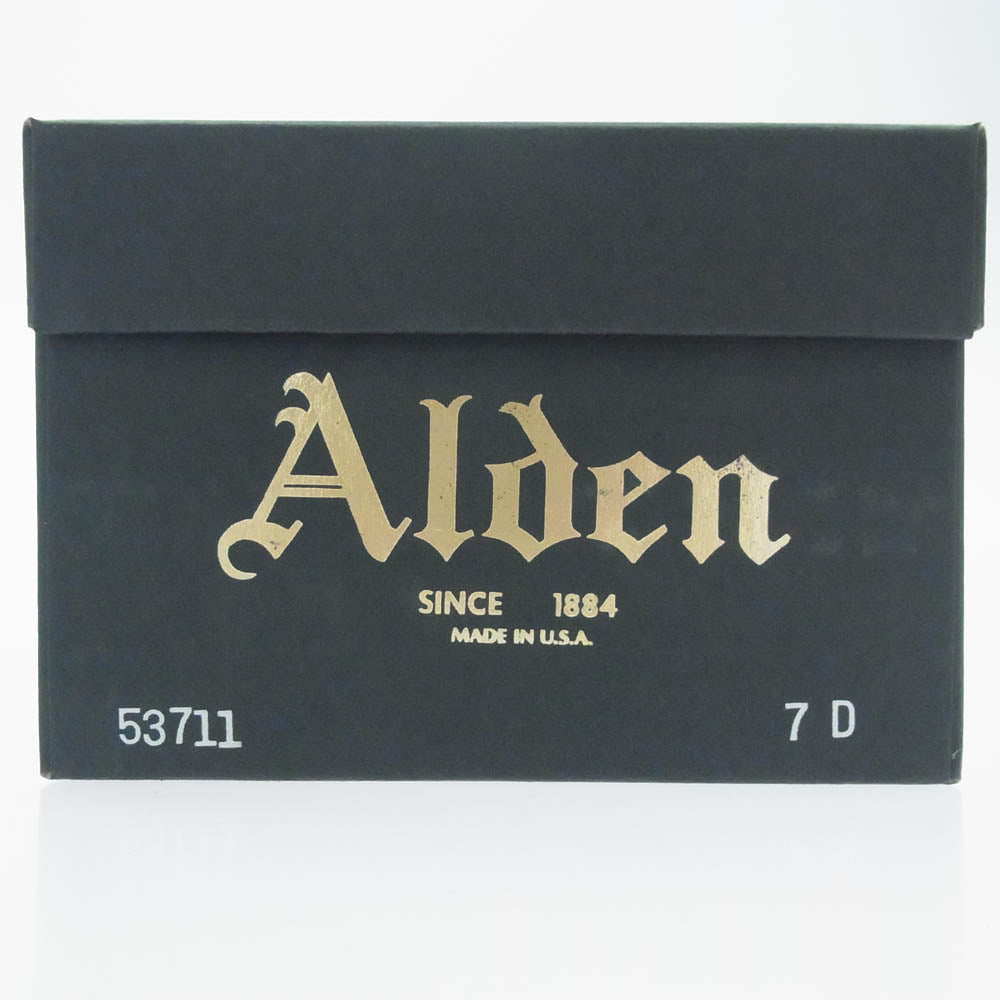 Alden
SINCE 1884
MADE IN U.S.A.
53711 7 D